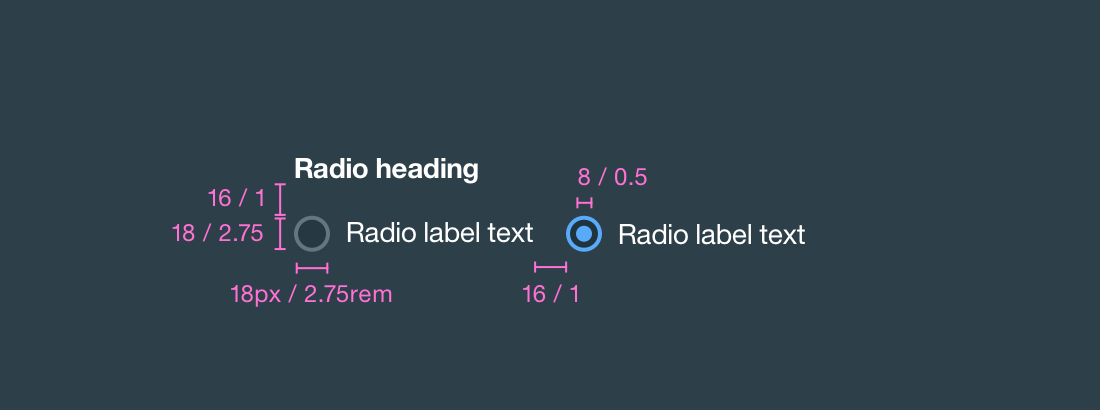 Radio heading
8 / 0.5
16 / 1
18 / 2.75
Radio label text
Radio label text
18px / 2.75rem
16 / 1